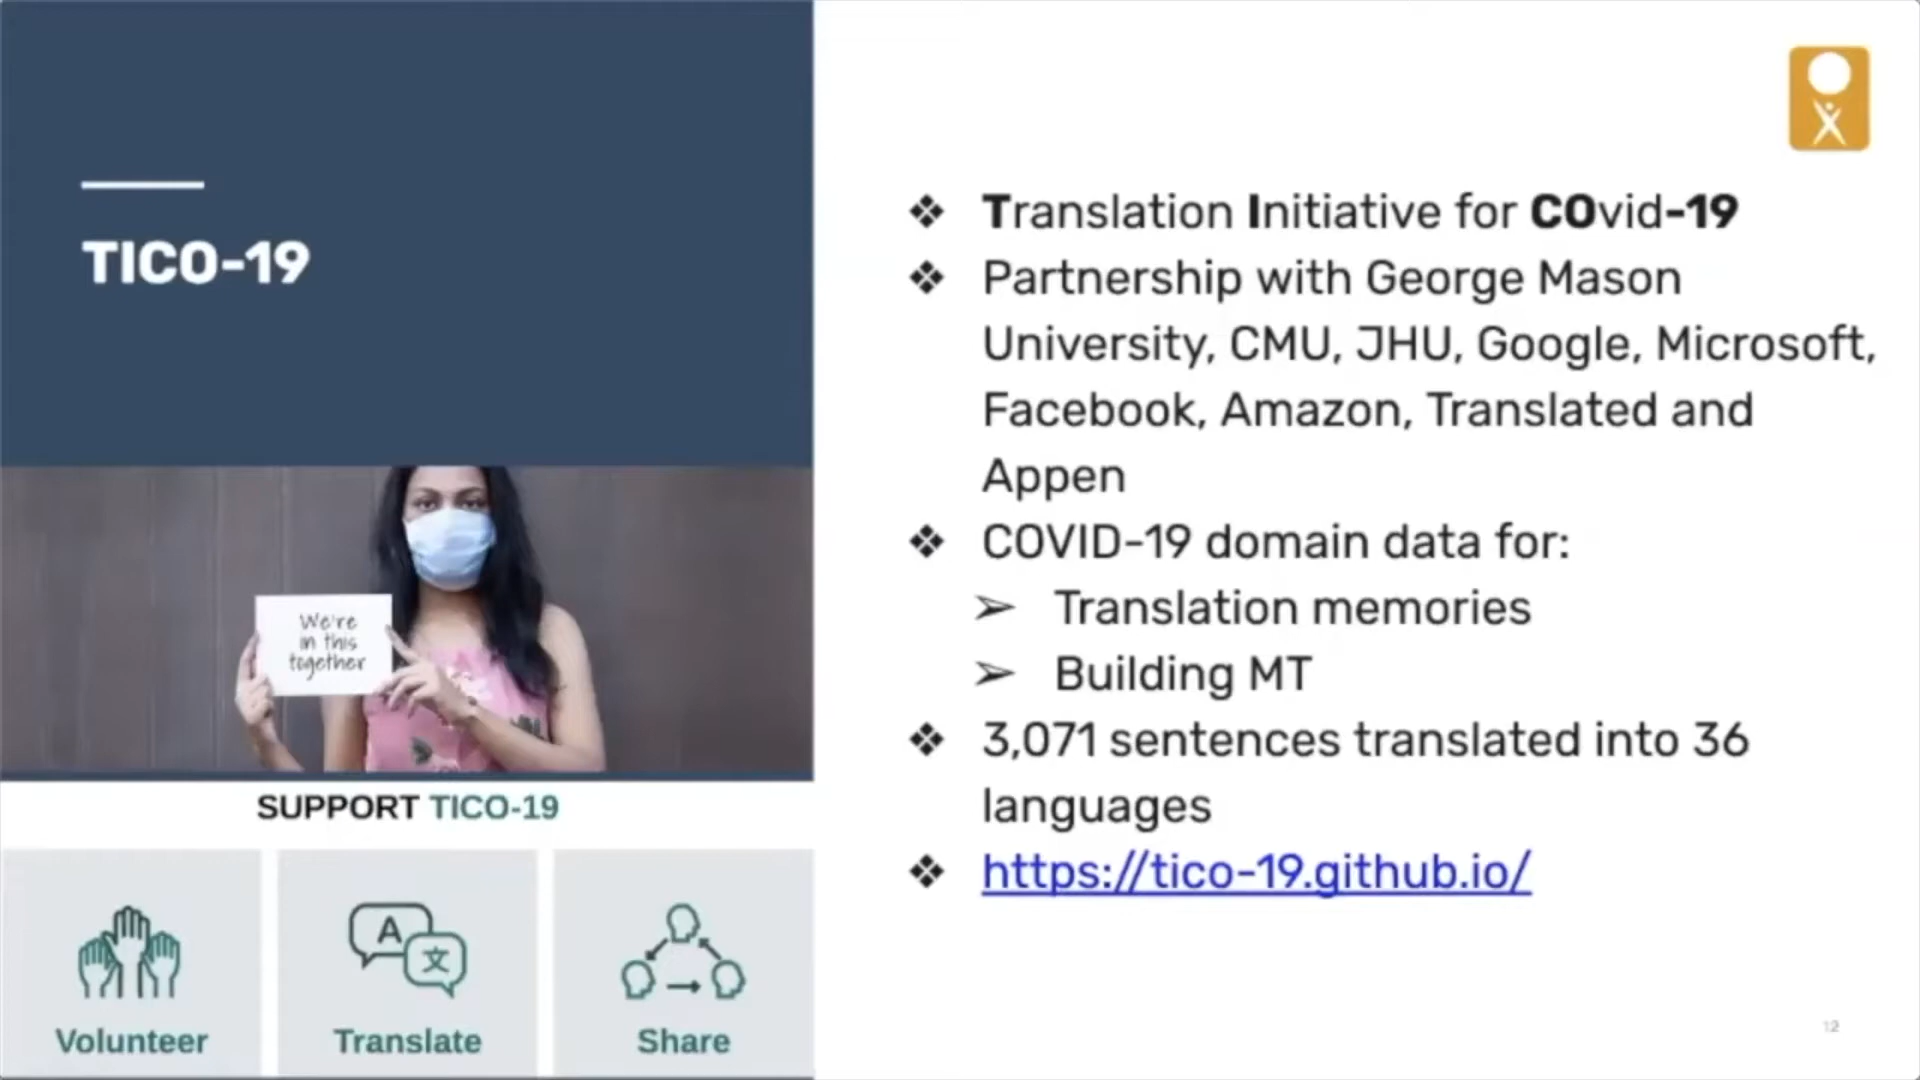 TICO-19
We're
in this
together
SUPPORT TICO-19
Volunteer
A
文
Translate
Share
❖ Translation Initiative for COvid-19
❖ Partnership with George Mason
University, CMU, JHU, Google, Microsoft,
Facebook, Amazon, Translated and
Appen
❖ COVID-19 domain data for:
➢ Translation memories
➢ Building MT
❖ 3,071 sentences translated into 36
languages
❖ https://tico-19.github.io/
12